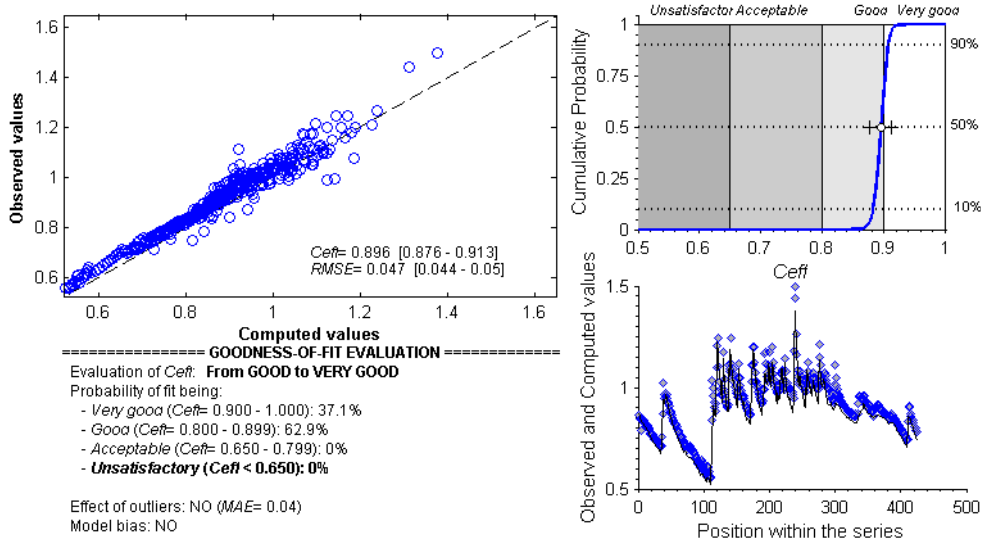 1.6
1.4
1.2
1
0.8
0.6
Observed values
0.6 0.8 1 1.2 1.4 1.6
Computed values
Ceff= 0.896 [0.876 - 0.913]
RMSE= 0.047 [0.044 - 0.05]
Unsatisfactor Acceptable Good Very good
1
0.75
0.5
0.25
0
Cumulative Probability
90%
50%
10%
0.5 0.6 0.7 0.8 0.9 1
Ceff
============== GOODNESS-OF-FIT EVALUATION ==============
Evaluation of Ceff: From GOOD to VERY GOOD
Probability of fit being:
- Very good (Ceff= 0.900 - 1.000): 37.1%
- Good (Ceff= 0.800 - 0.899): 62.9%
- Acceptable (Ceff= 0.650 - 0.799): 0%
- Unsatisfactory (Ceff < 0.650): 0%
Effect of outliers: NO (MAE= 0.04)
Model bias: NO
1.5
1.0
0.5
Observed and Computed values
0 100 200 300 400 500
Position within the series